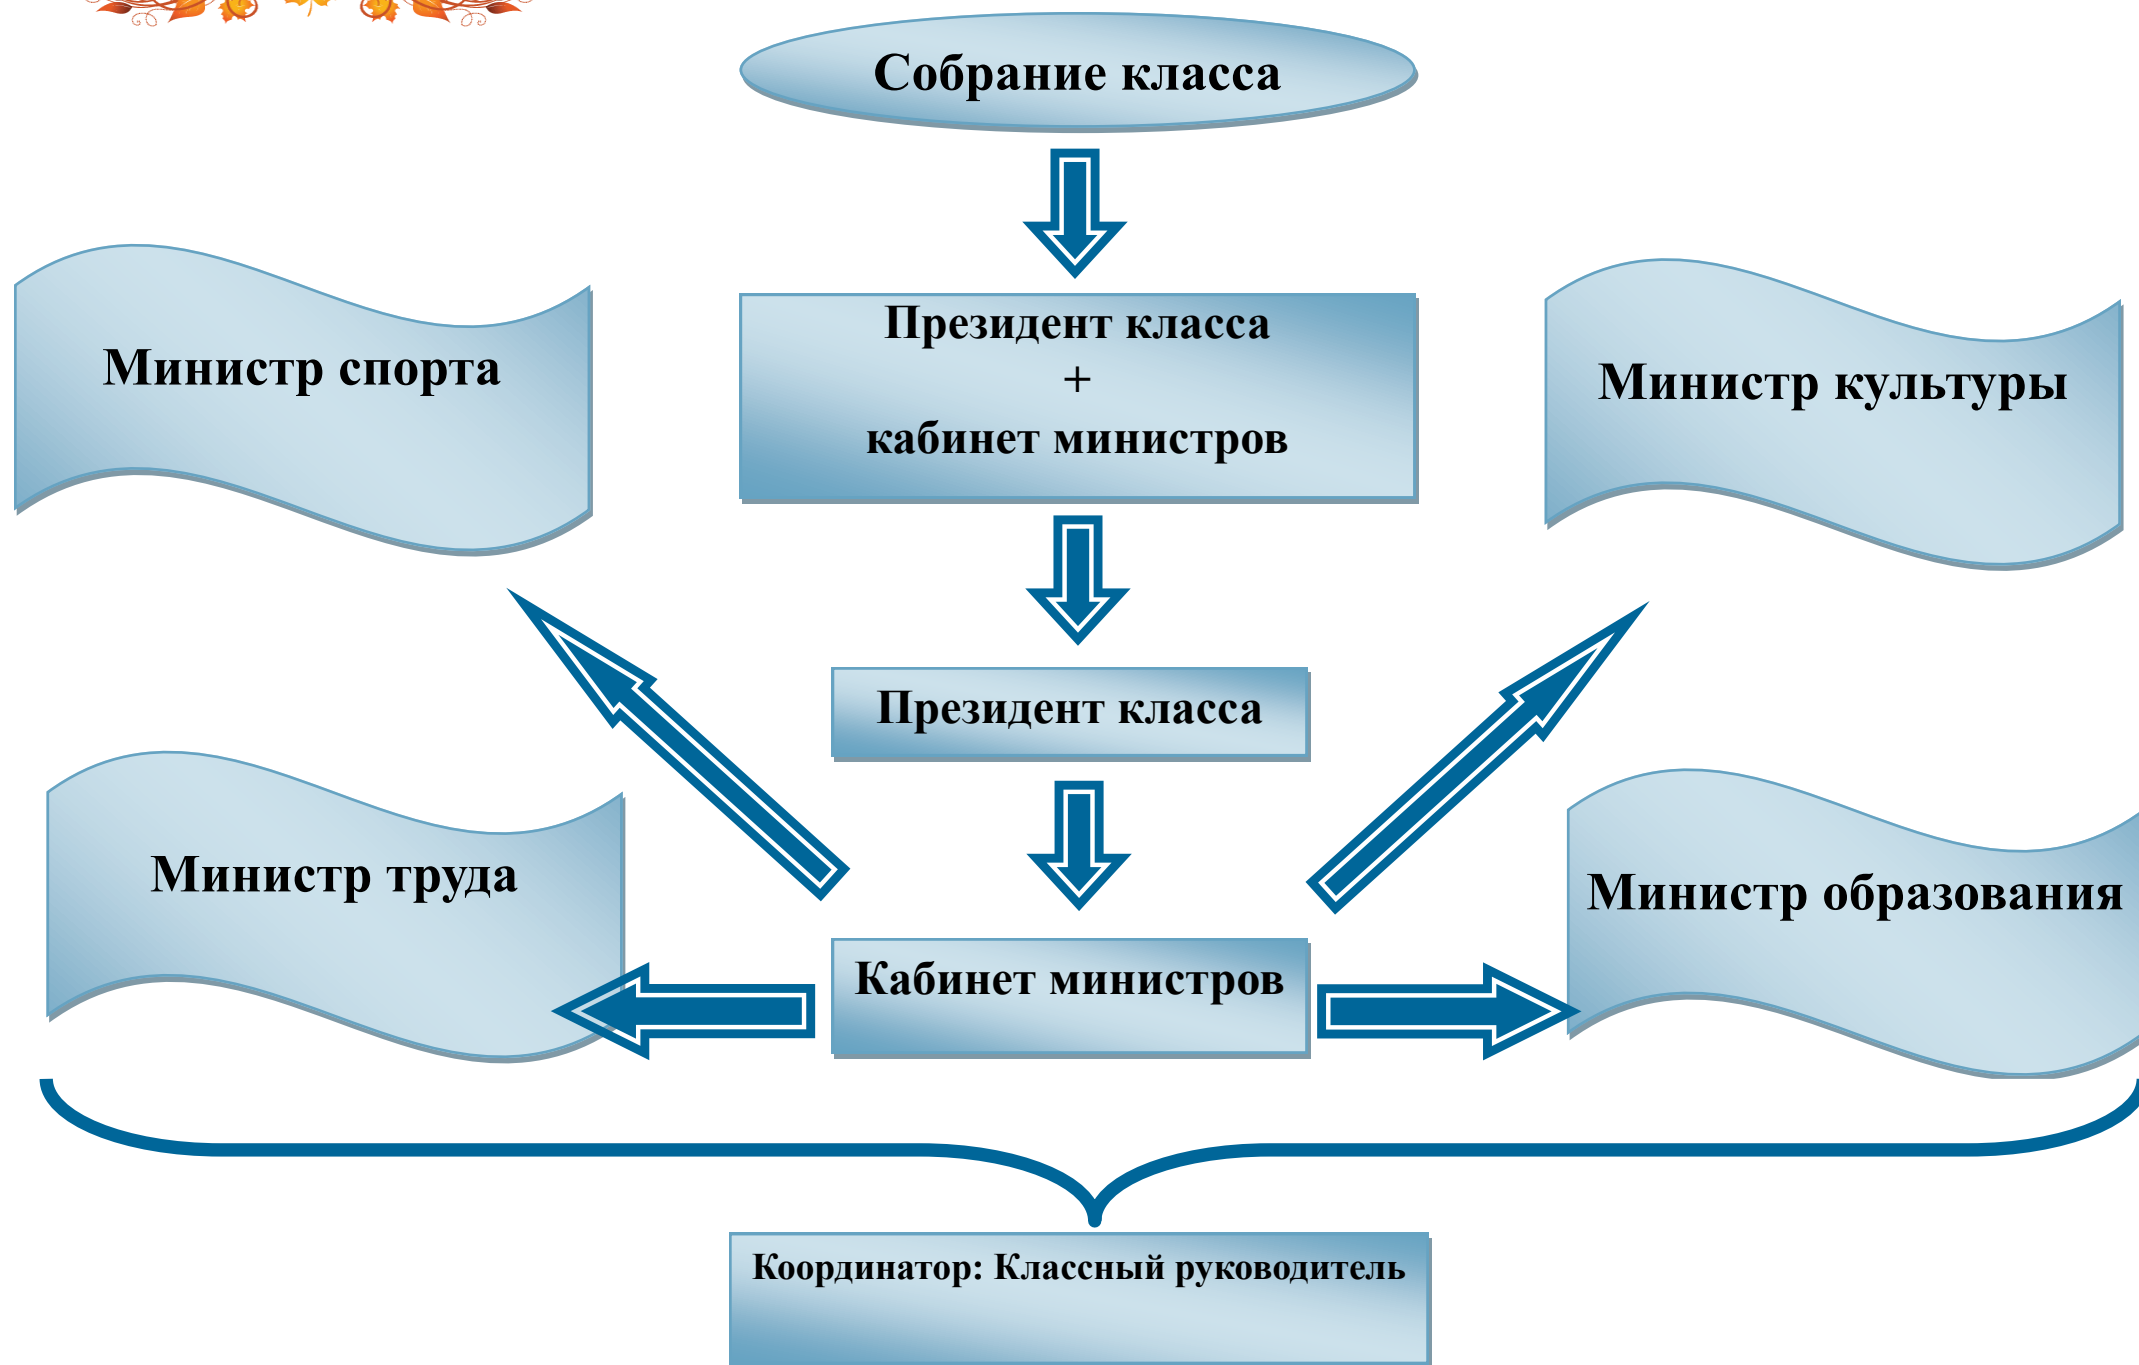 Собрание класса
Президент класса
+
кабинет министров
Министр спорта
Министр культуры
Президент класса
Министр труда
Министр образования
Кабинет министров
Координатор: Классный руководитель